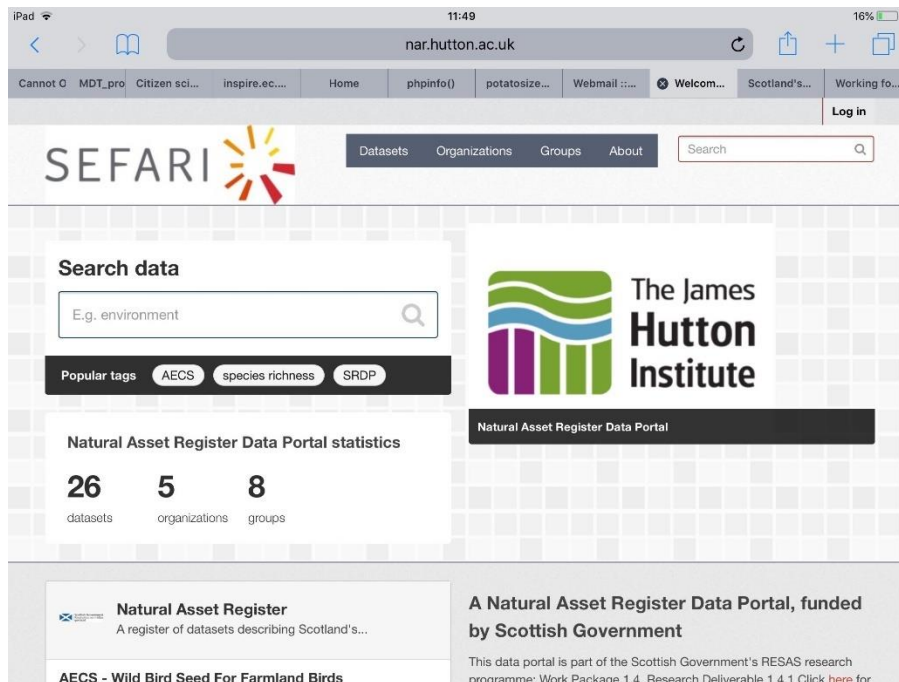 iPad 11:49 16%
nar.hutton.ac.uk
Cannot O MDT_pro Citizen sci... inspire.ec.... Home phpinfo() potatosize... Webmail ::... Welcom... Scotland's... Working fo...
Log in
SEFARI
Datasets Organizations Groups About Search
Search data
E.g. environment
Popular tags AECS species richness SRDP
The James
Hutton
Institute
Natural Asset Register Data Portal
Natural Asset Register Data Portal statistics
26 5 8
datasets organizations groups
Natural Asset Register
A register of datasets describing Scotland's...
AECS - Wild Bird Seed For Farmland Birds
A Natural Asset Register Data Portal, funded
by Scottish Government
This data portal is part of the Scottish Government's RESAS research
programme: Work Package 1.4, Research Deliverable 1.4.1 Click here for